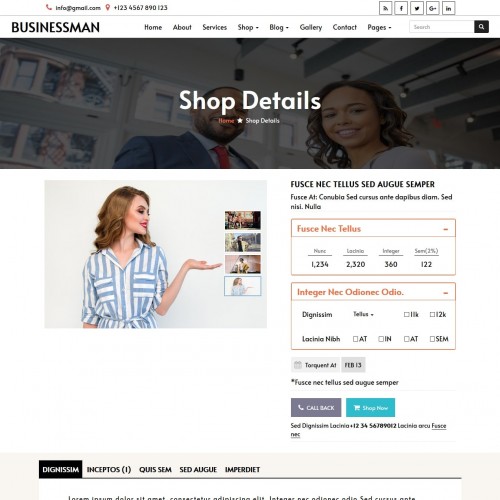 info@gmail.com +123 4567 890 123
BUSINESSMAN Home About Services Shop Blog Gallery Contact Pages Search
Shop Details
Home Shop Details
FUSCE NEC TELLUS SED AUGUE SEMPER
Fusce At: Conubia Sed cursus ante dapibus diam. Sed
nisi. Nulla
Fusce Nec Tellus –
Nunc Lacinia Integer Sem(2%)
1,234 2,320 360 122
Integer Nec Odionec Odio. –
Dignissim Tellus 11k 12k
Lacinia Nibh AT IN AT SEM
Torquent At FEB 13
*Fusce nec tellus sed augue semper
CALL BACK Shop Now
Sed Dignissim Lacinia+12 34 56789012 Lacinia arcu Fusce
nec
DIGNISSIM INCEPTOS (1) QUIS SEM SED AUGUE IMPERDIET
Lorem ipsum dolor sit amet, consectetur adipiscing elit. Integer nec odionec Odio Sed cursus ante